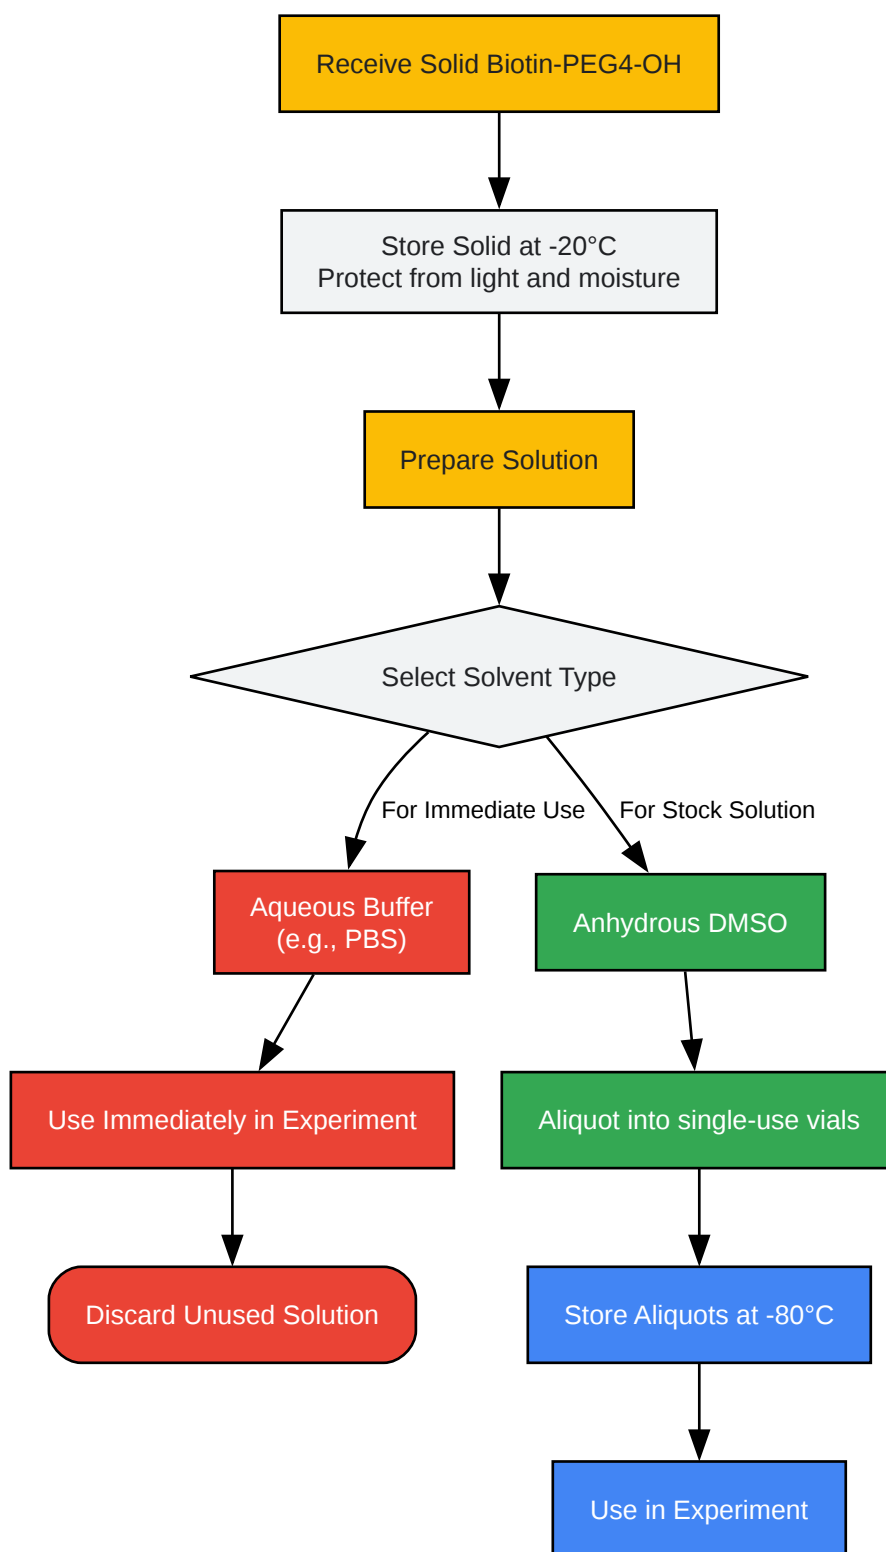 Receive Solid Biotin-PEG4-OH
Store Solid at -20°C
Protect from light and moisture
Prepare Solution
Select Solvent Type
For Immediate Use
For Stock Solution
Aqueous Buffer
(e.g., PBS)
Anhydrous DMSO
Use Immediately in Experiment
Aliquot into single-use vials
Discard Unused Solution
Store Aliquots at -80°C
Use in Experiment